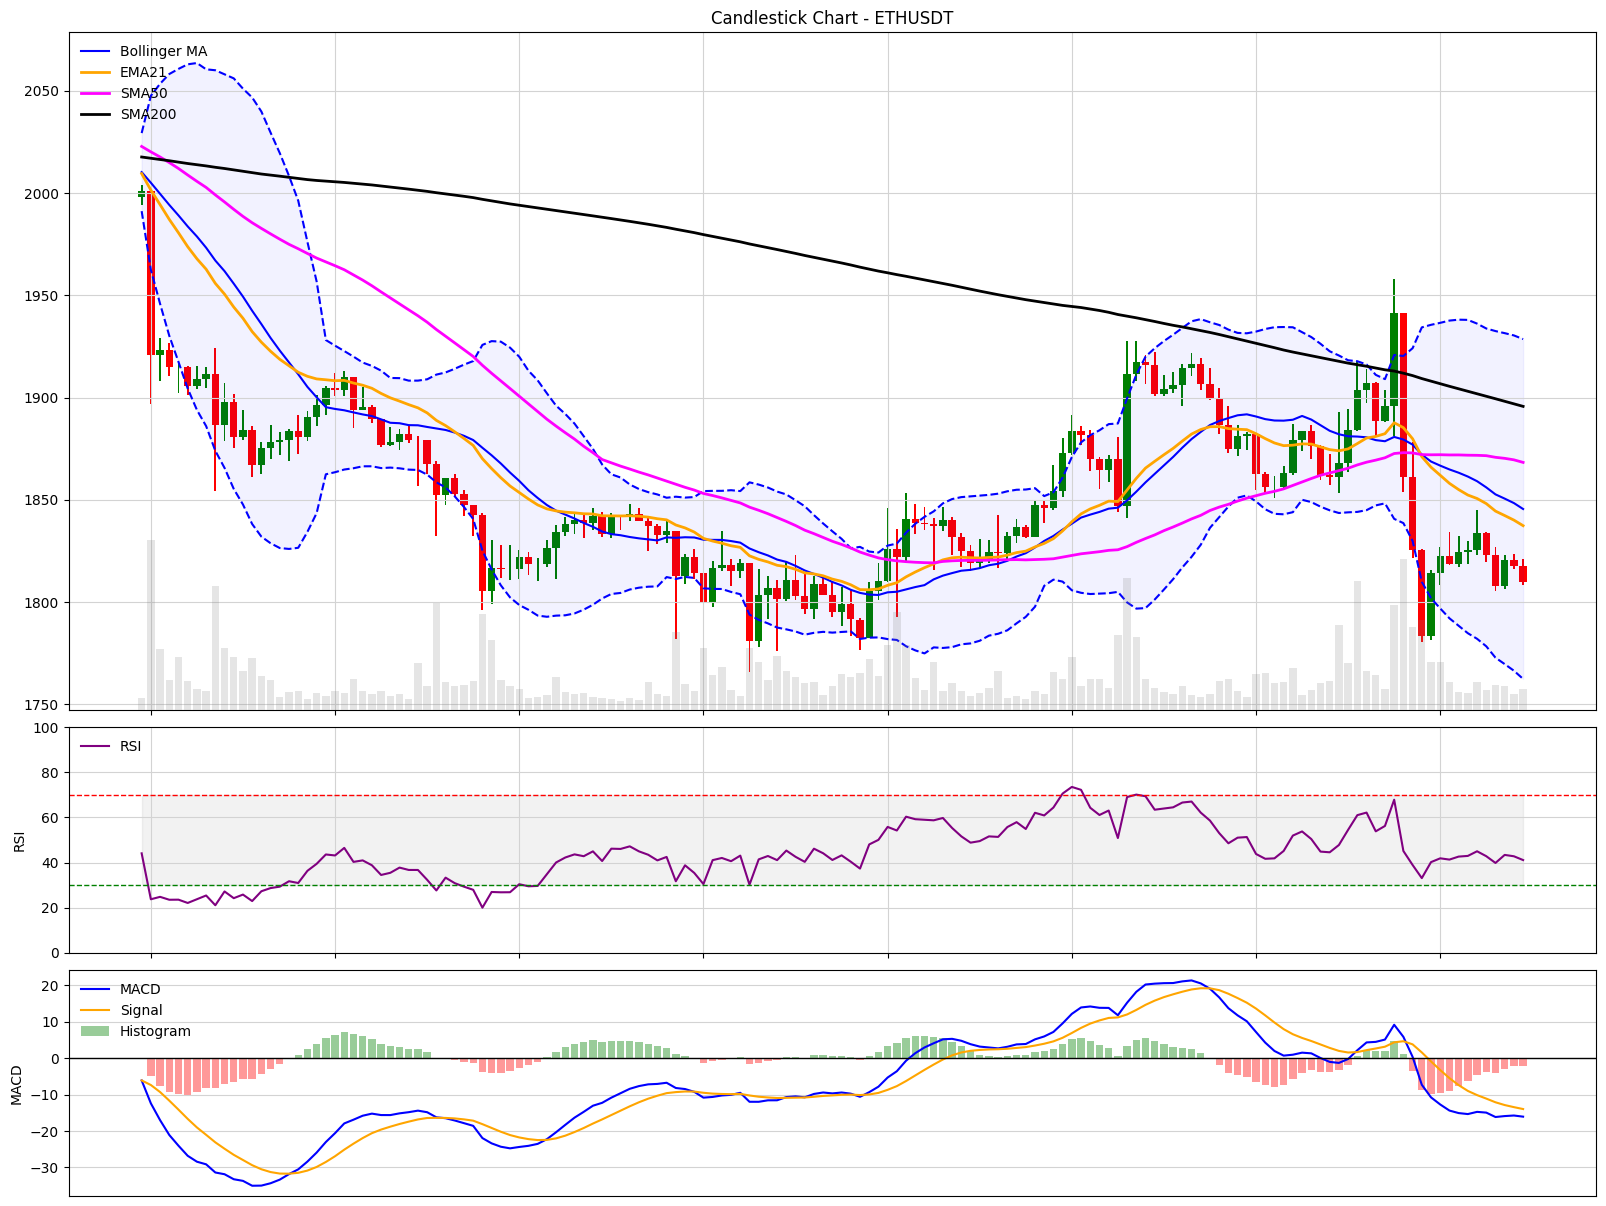 Candlestick Chart - ETHUSDT
Bollinger MA
EMA21
SMA50
SMA200
2050
2000
1950
1900
1850
1800
1750
RSI
100
80
60
40
20
0
RSI
MACD
Signal
Histogram
20
10
0
−10
−20
−30
MACD